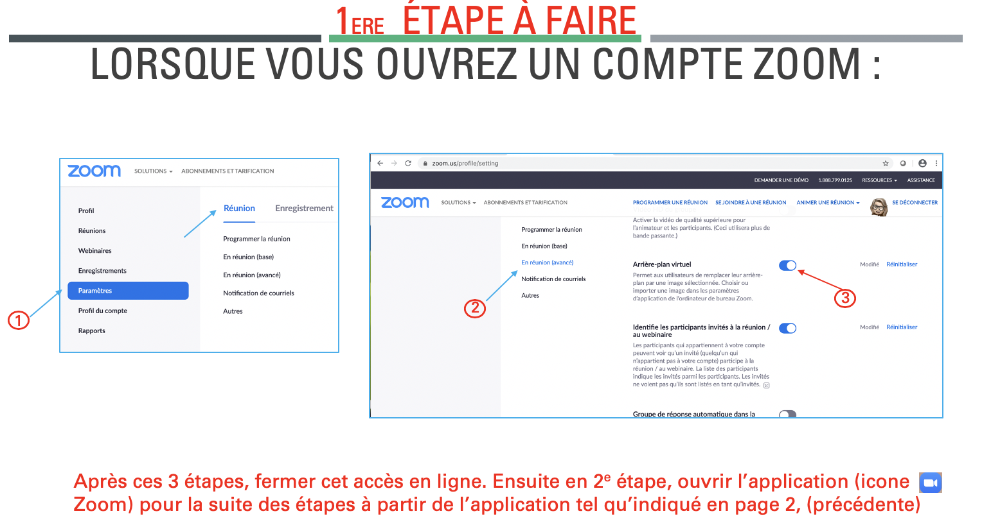 1ERE ÉTAPE À FAIRE
LORSQUE VOUS OUVREZ UN COMPTE ZOOM :
zoom SOLUTIONS ABONNEMENTS ET TARIFICATION
Profil
Réunions
Webinaires
Enregistrements
Paramètres
Profil du compte
Rapports
1
Réunion Enregistrement
Programmer la réunion
En réunion (base)
En réunion (avancé)
Notification de courriels
Autres
zoom.us/profile/setting
DEMANDER UNE DÉMO 1.888.799.0125 RESSOURCES ASSISTANCE
zoom SOLUTIONS ABONNEMENTS ET TARIFICATION PROGRAMMER UNE RÉUNION SE JOINDRE À UNE RÉUNION ANIMER UNE RÉUNION SE DÉCONNECTER
Programmer la réunion
En réunion (base)
En réunion (avancé)
Notification de courriels
Autres
2
Vidéo HD du groupe
Activer la vidéo de qualité supérieure pour
l'animateur et les participants. (Ceci utilisera plus de
bande passante.)
Arrière-plan virtuel Modifié Réinitialiser
Permet aux utilisateurs de remplacer leur arrière-
plan par une image sélectionnée. Choisir ou
importer une image dans les paramètres
d'application de l'ordinateur de bureau Zoom.
3
Identifie les participants invités à la réunion / Modifié Réinitialiser
au webinaire
Les participants qui appartiennent à votre compte
peuvent voir qu'un invité (quelqu'un qui
n'appartient pas à votre compte) participe à la
réunion / au webinaire. La liste des participants
indique les invités parmi les participants. Les invités
ne voient pas qu'ils sont listés en tant qu'invités.
Groupe de réponse automatique dans la
Après ces 3 étapes, fermer cet accès en ligne. Ensuite en 2e étape, ouvrir l'application (icone
Zoom) pour la suite des étapes à partir de l'application tel qu'indiqué en page 2, (précédente)